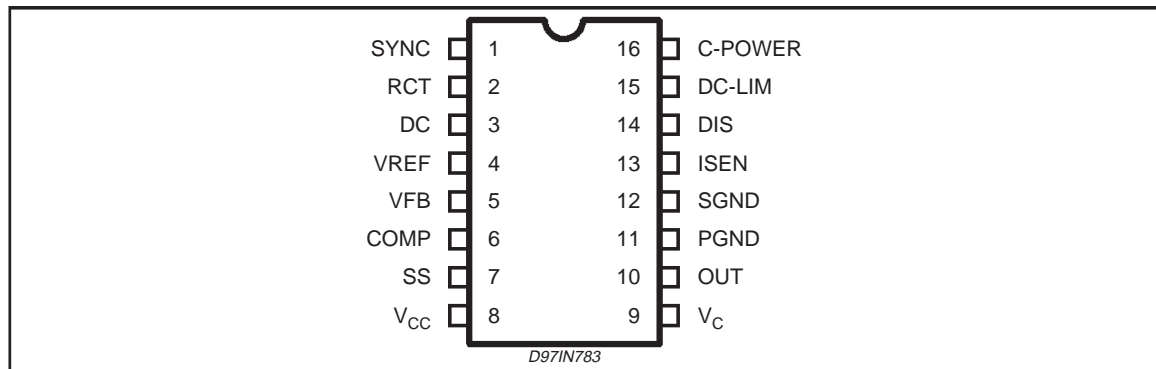 SYNC 1 16 C-POWER
RCT 2 15 DC-LIM
DC 3 14 DIS
VREF 4 13 ISEN
VFB 5 12 SGND
COMP 6 11 PGND
SS 7 10 OUT
VCC 8 9 VC
D97IN783